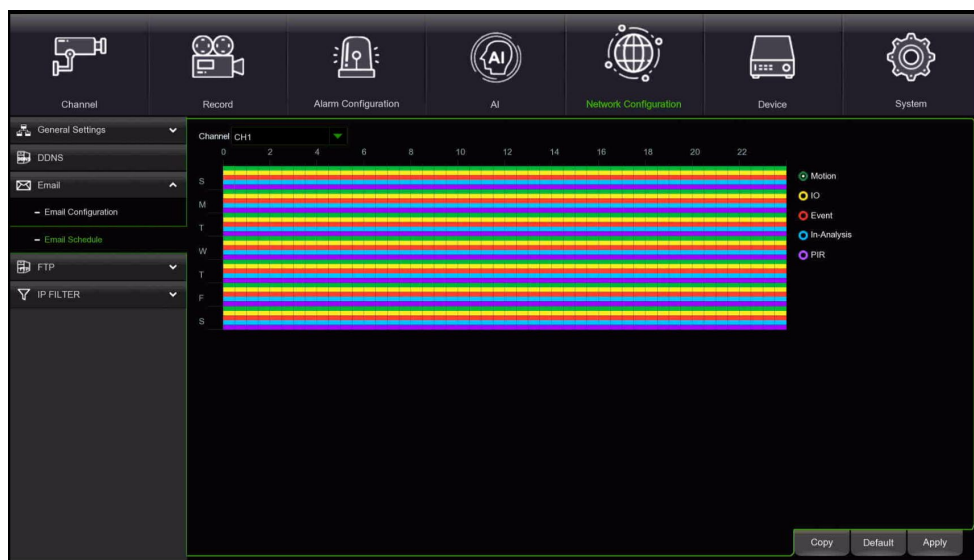 AI
Channel Record Alarm Configuration AI Network Configuration Device System
General Settings
DDNS
Email
– Email Configuration
– Email Schedule
FTP
IP FILTER
Channel CH1
0 2 4 6 8 10 12 14 16 18 20 22
S
M
T
W
T
F
S
Motion
IO
Event
In-Analysis
PIR
Copy Default Apply